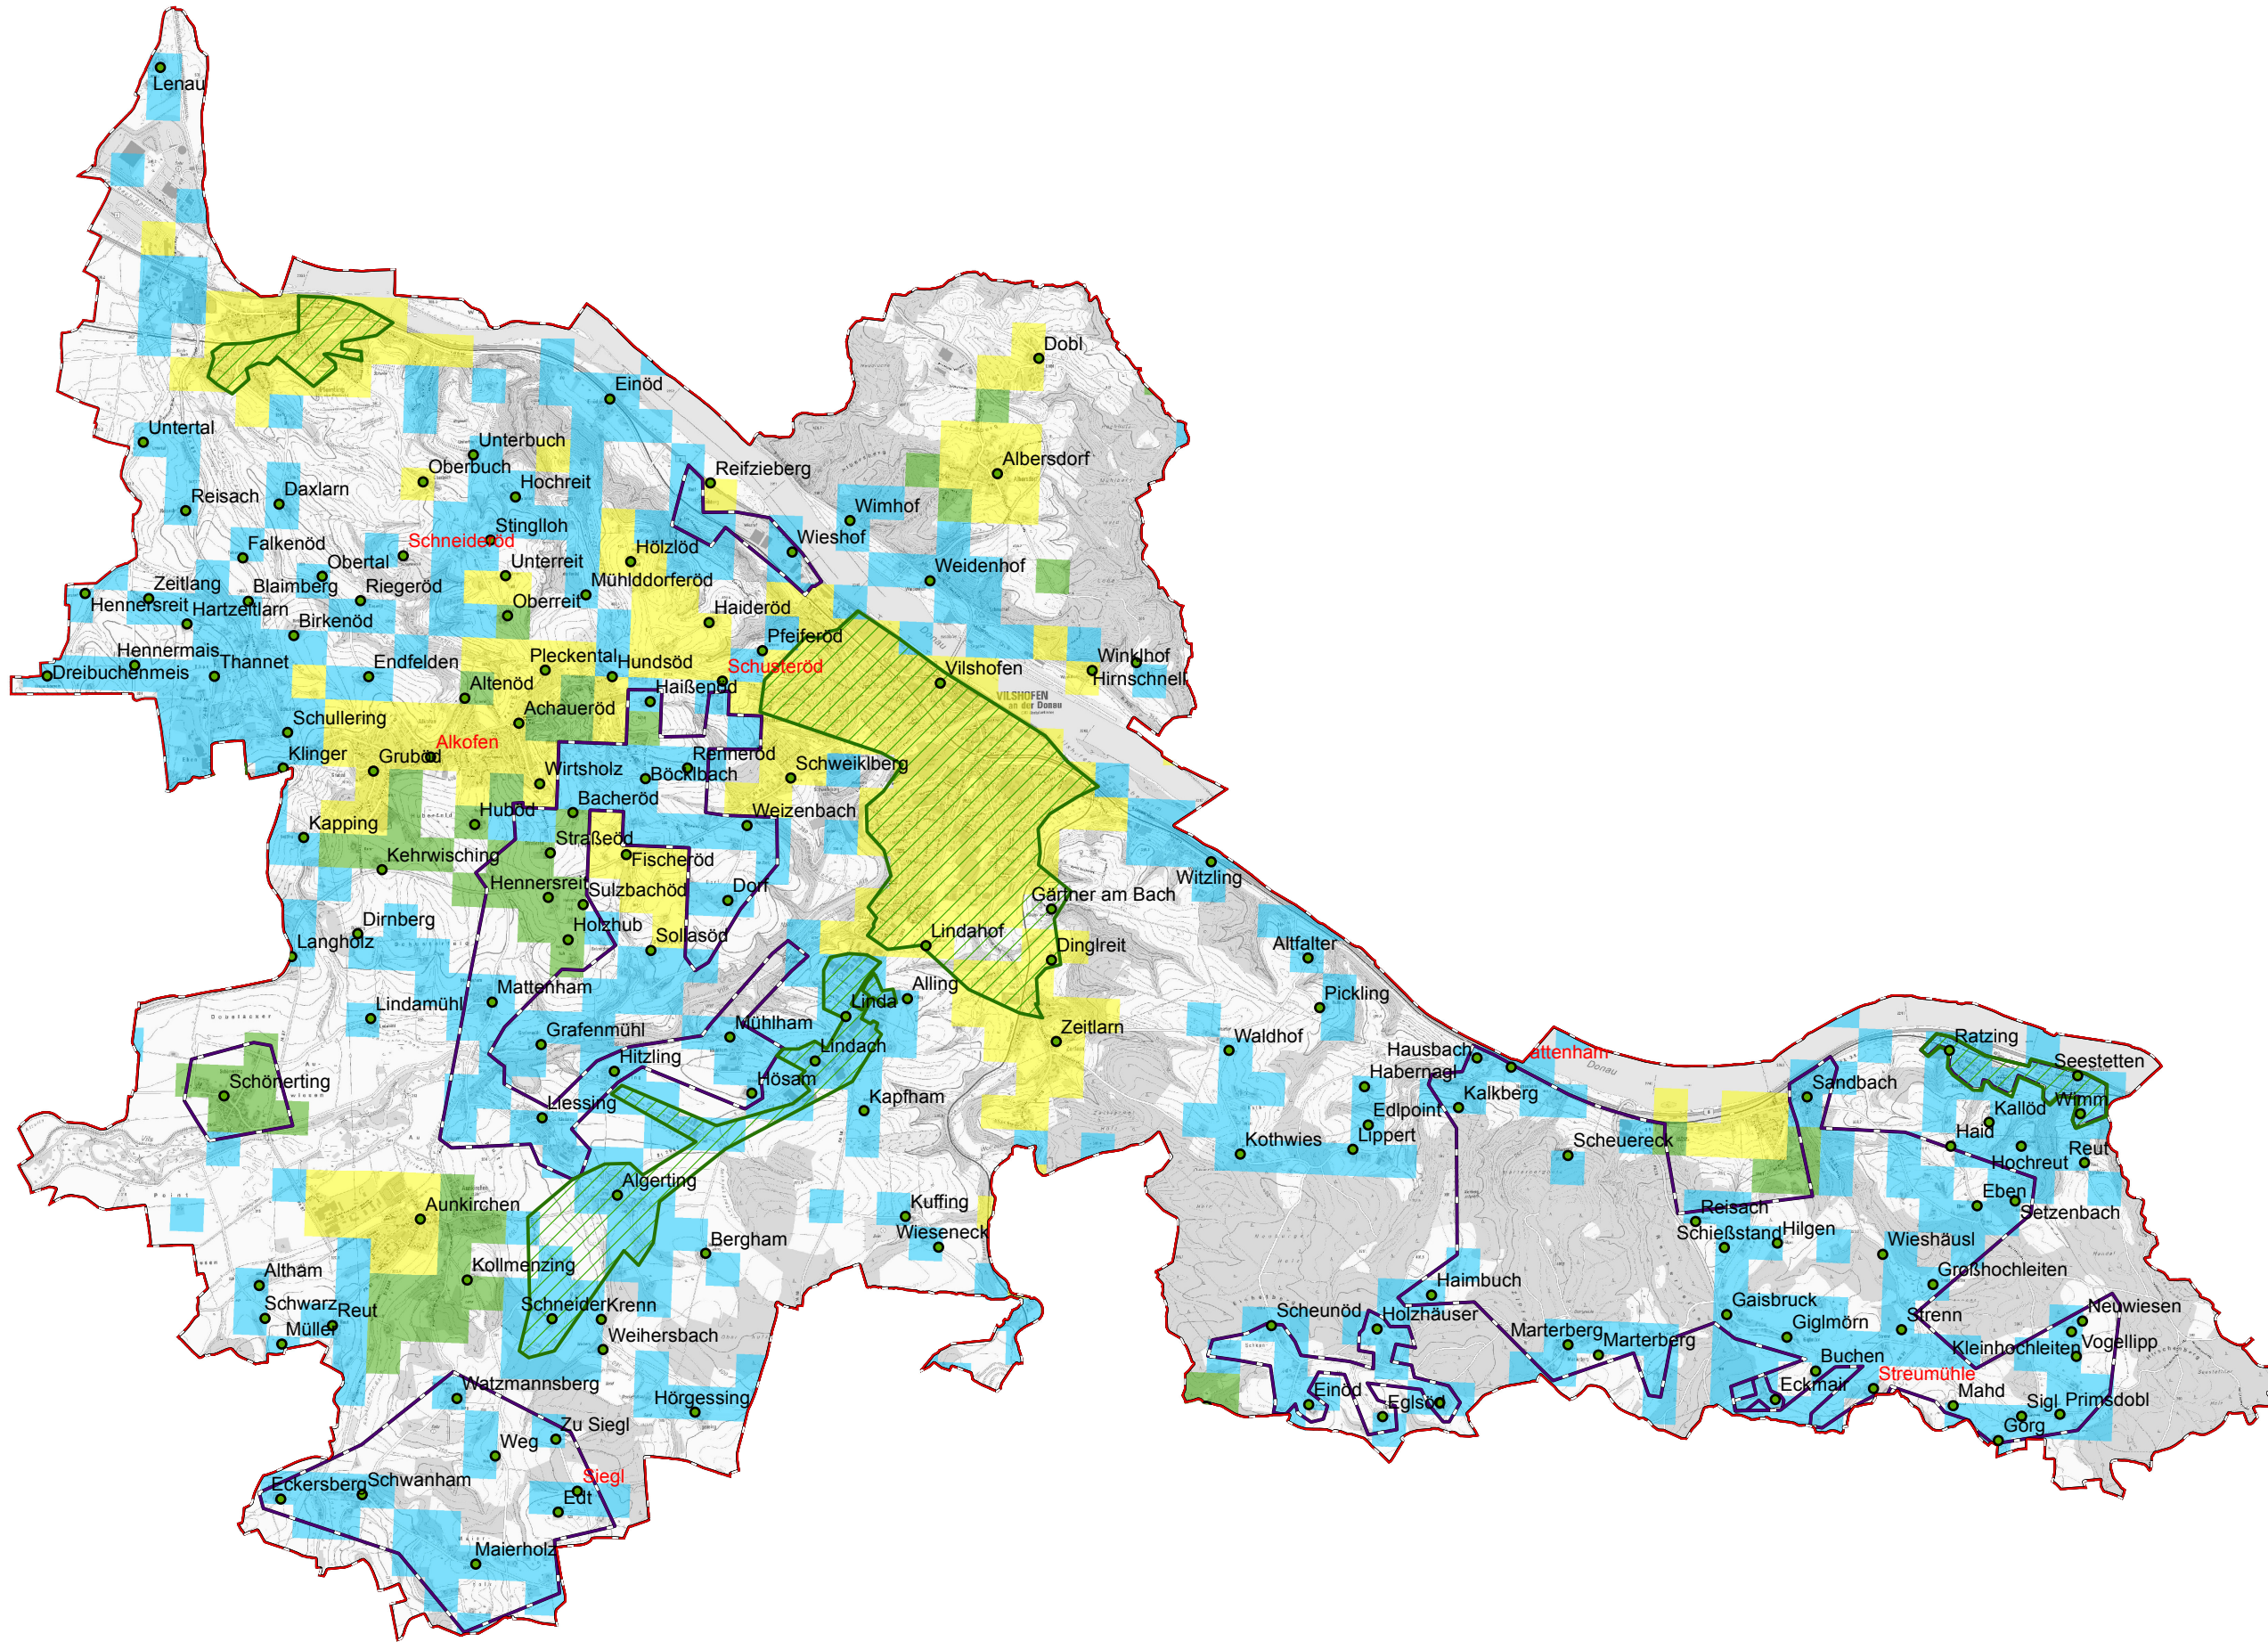 Lenau
Dobl
Einöd
Untertal
Unterbuch
Oberbuch
Reifzieberg
Albersdorf
Reisach
Daxlarn
Hochreit
Wimhof
Stinglloh
Schneideröd
Falkenöd
Obertal
Unterreit
Hölzlöd
Wieshof
Weidenhof
Zeitlang
Blaimberg
Riegeröd
Mühlddorferöd
Hennersreit
Hartzeitlarn
Oberreit
Haideröd
Birkenöd
Pfeiferöd
Hennermais
Thannet
Endfelden
Pleckental
Hundsöd
Schusteröd
Vilshofen
Winklhof
Dreibuchenmeis
Altenöd
Haißenöd
Hirnschnell
VILSHOFEN
an der Donau
Achaueröd
Schullering
Alkofen
Klinger
Gruböd
Renneröd
Wirtsholz
Böcklbach
Schweiklberg
Huböd
Bacheröd
Weizenbach
Kapping
Straßeöd
Kehrwisching
Fischeröd
Witzling
Hennersreit
Sulzbachöd
Dorf
Gärtner am Bach
Dirnberg
Langholz
Holzhub
Sollasöd
Lindahof
Dinglreit
Altfalter
Lindamühl
Mattenham
Alling
Linda
Pickling
Grafenmühl
Mühlham
Zeitlarn
Waldhof
Hausbach
attenham
Donau
Ratzing
Hitzling
Lindach
Habernagl
Seestetten
Schönerting
Hösam
Sandbach
Liessing
Kapfham
Edlpoint
Kalkberg
Kallöd
Wimm
Kothwies
Lippert
Scheuereck
Haid
Hochreut
Reut
Algerting
Aunkirchen
Kuffing
Eben
Wieseneck
Reisach
Setzenbach
Bergham
Schießstand
Hilgen
Wieshäusl
Kollmenzing
Altham
Haimbuch
Großhochleiten
Schwarz
Reut
Schneider
Krenn
Scheunöd
Holzhäuser
Gaisbruck
Neuwiesen
Müller
Weihersbach
Marterberg
Marterberg
Giglmörn
Strenn
Kleinhochleiten
Vogellipp
Watzmannsberg
Hörgessing
Einöd
Eglsöd
Buchen
Eckmair
Streumühle
Mahd
Sigl
Primsdobl
Zu Siegl
Weg
Görg
Eckersberg
Schwanham
Siegl
Edt
Maierholz